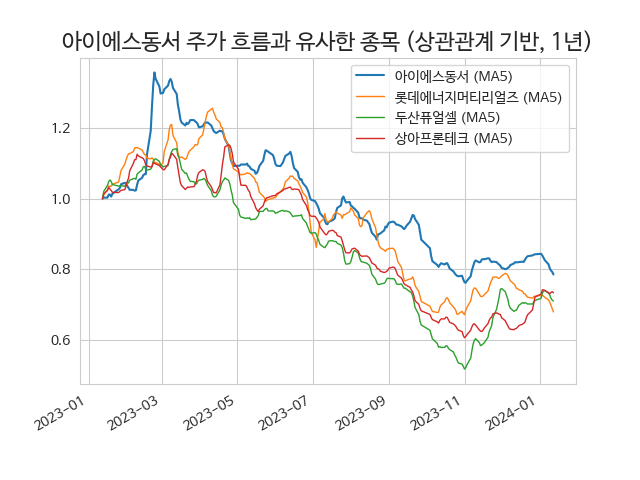 아이에스동서 주가 흐름과 유사한 종목 (상관관계 기반, 1년)
아이에스동서 (MA5)
롯데에너지머티리얼즈 (MA5)
두산퓨얼셀 (MA5)
상아프론테크 (MA5)
1.2
1.0
0.8
0.6
2023-01
2023-03
2023-05
2023-07
2023-09
2023-11
2024-01